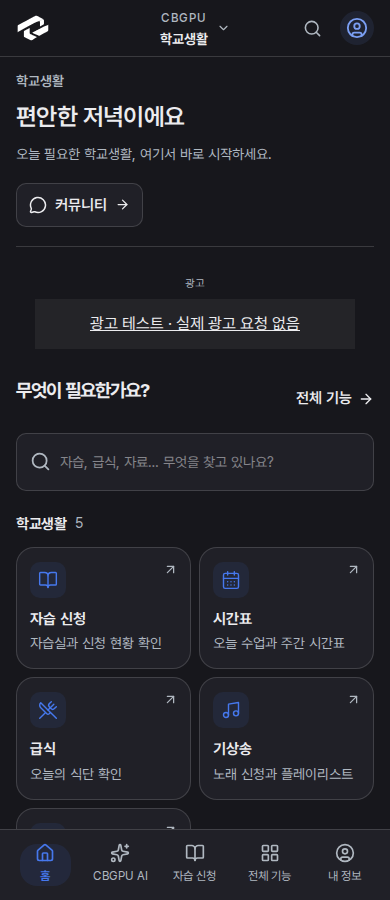 CBGPU
학교생활
학교생활
편안한 저녁이에요
오늘 필요한 학교생활, 여기서 바로 시작하세요.
커뮤니티
광고
광고 테스트 · 실제 광고 요청 없음
무엇이 필요한가요?
전체 기능
자습, 급식, 자료... 무엇을 찾고 있나요?
학교생활 5
자습 신청
자습실과 신청 현황 확인
시간표
오늘 수업과 주간 시간표
급식
오늘의 식단 확인
기상송
노래 신청과 플레이리스트
홈
CBGPU AI
자습 신청
전체 기능
내 정보